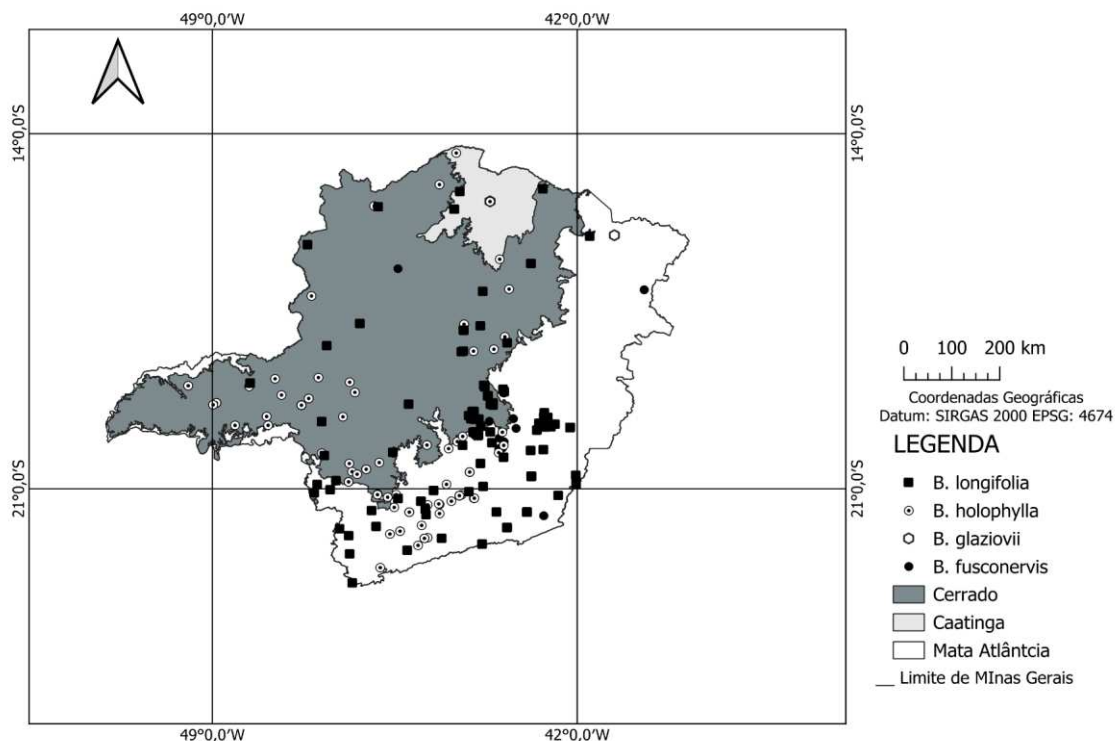 49°0,0'W
42°0,0'W
14°0,0'S
14°0,0'S
21°0,0'S
21°0,0'S
49°0,0'W
42°0,0'W
0 100 200 km
Coordenadas Geográficas
Datum: SIRGAS 2000 EPSG: 4674
LEGENDA
B. longifolia
B. holophylla
B. glaziovii
B. fusconervis
Cerrado
Caatinga
Mata Atlântcia
Limite de MInas Gerais